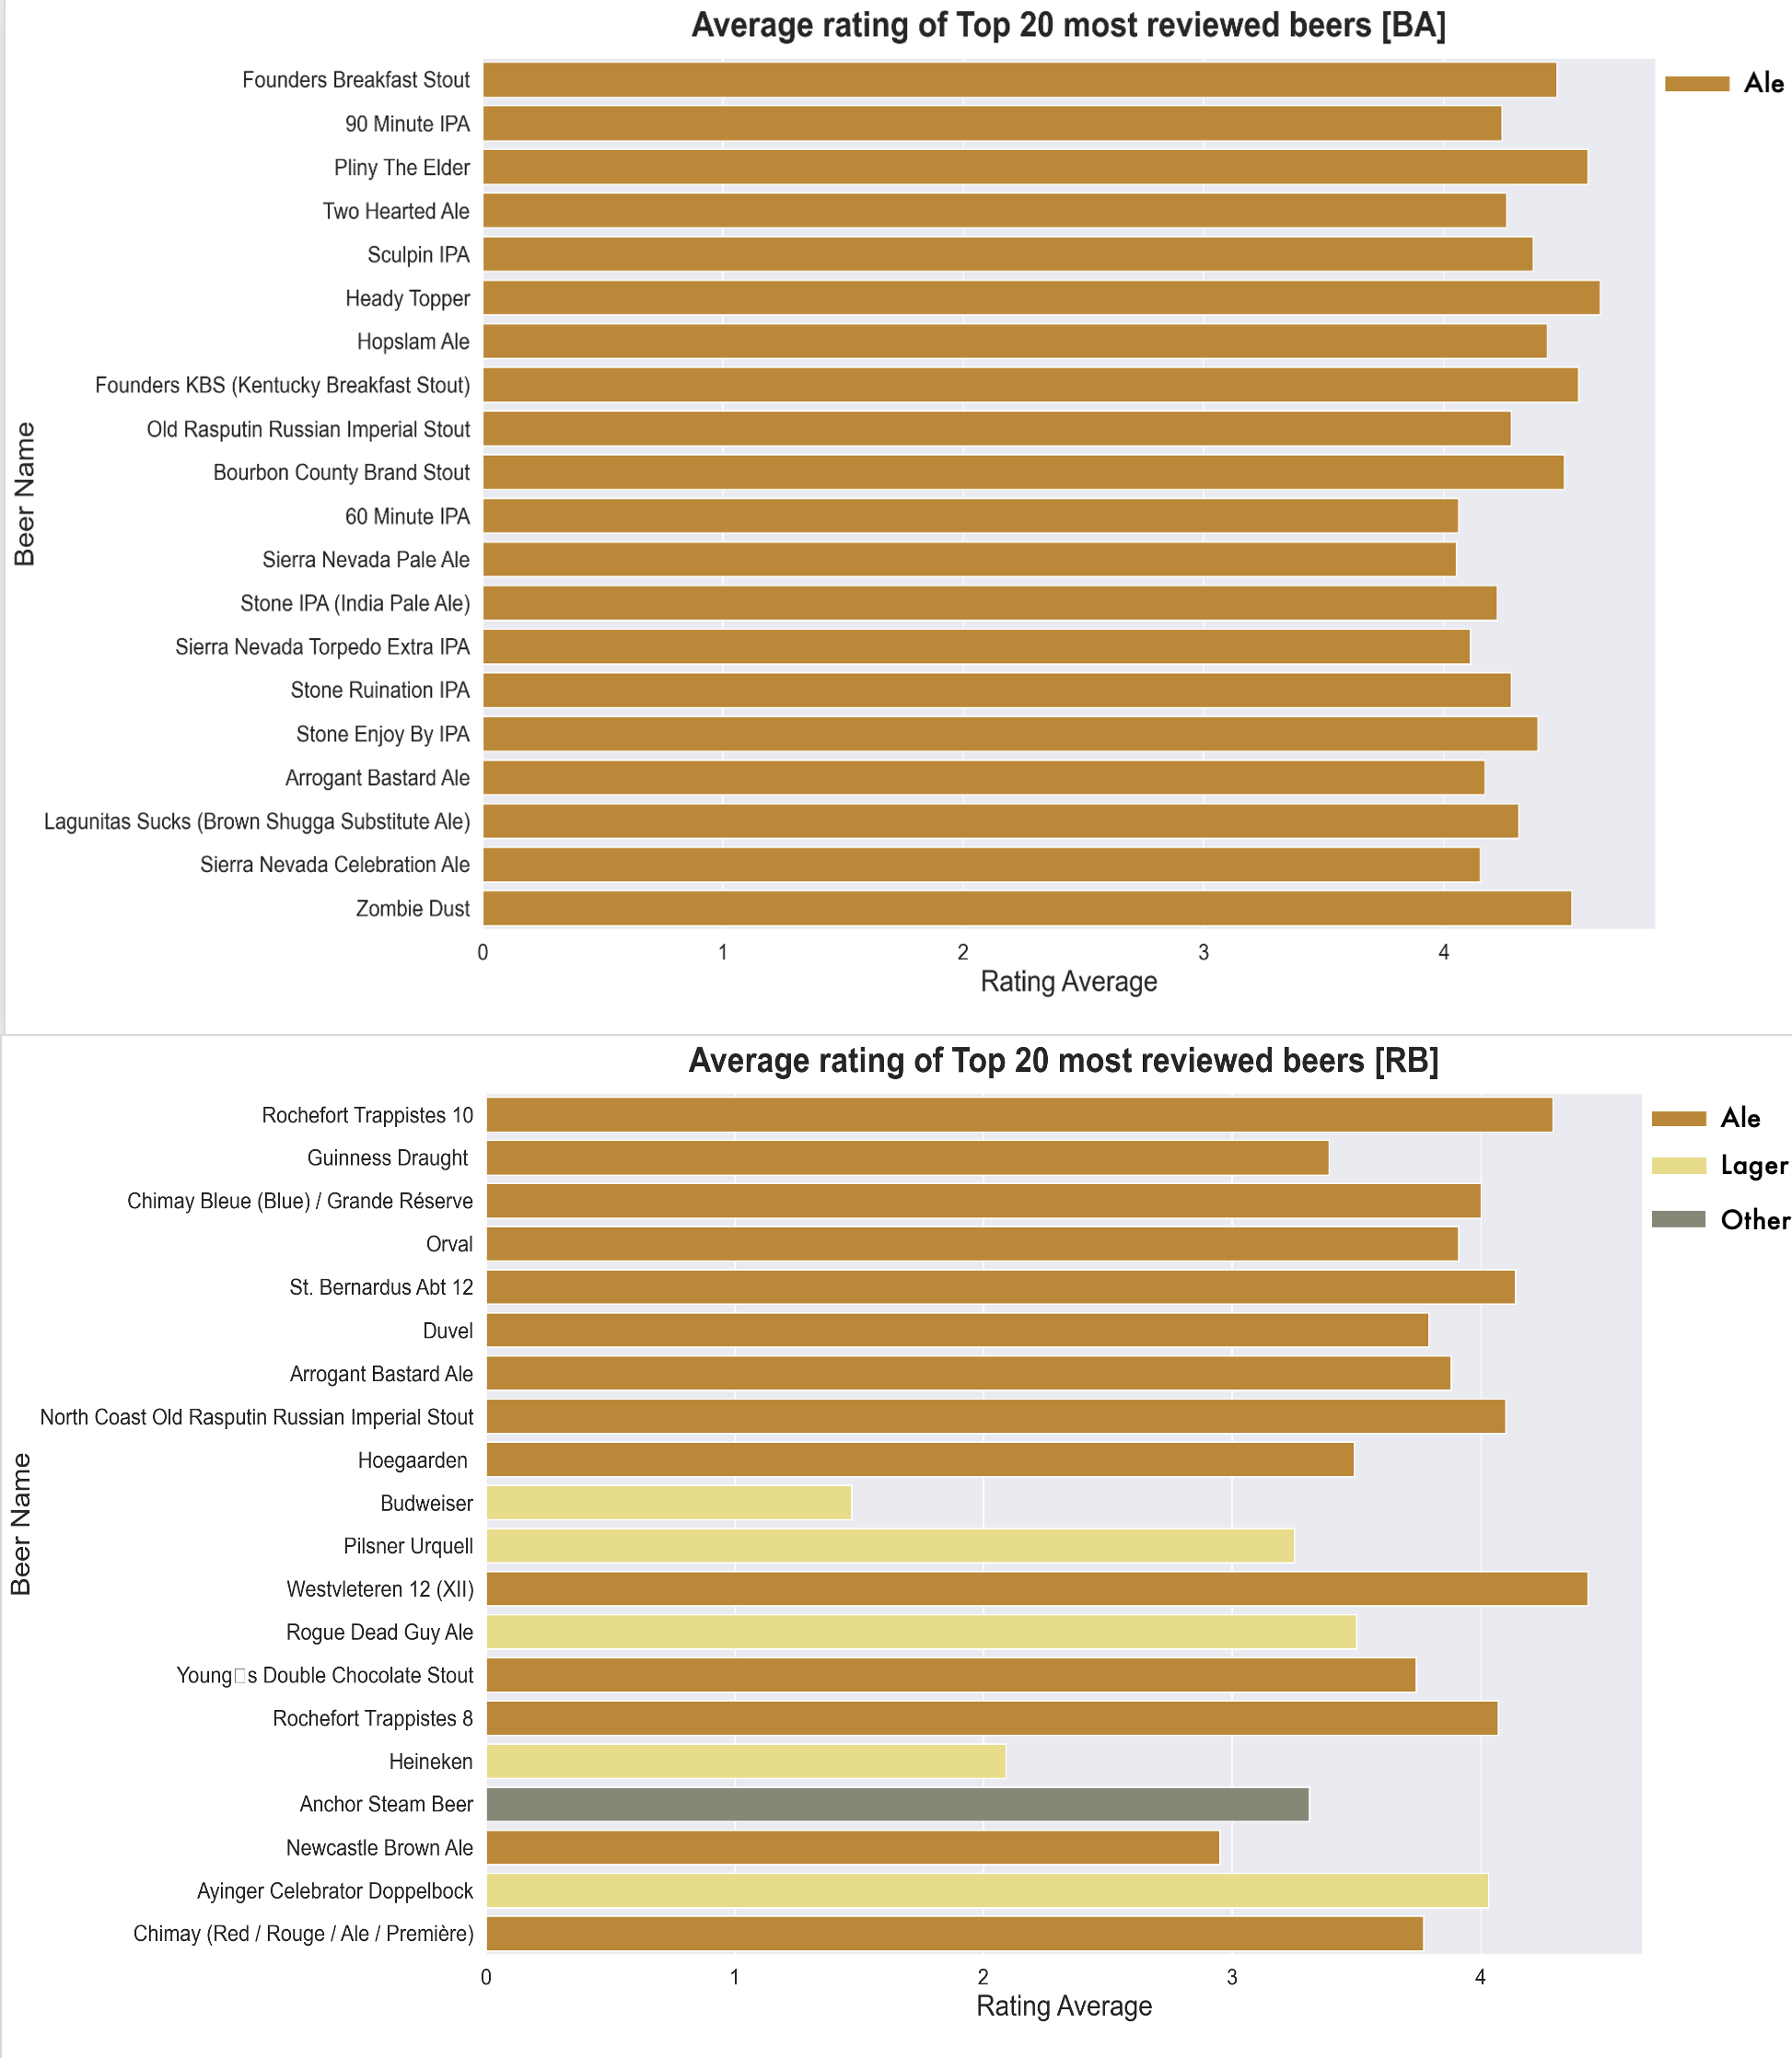 Average rating of Top 20 most reviewed beers [BA]
Ale
Beer Name
Founders Breakfast Stout
90 Minute IPA
Pliny The Elder
Two Hearted Ale
Sculpin IPA
Heady Topper
Hopslam Ale
Founders KBS (Kentucky Breakfast Stout)
Old Rasputin Russian Imperial Stout
Bourbon County Brand Stout
60 Minute IPA
Sierra Nevada Pale Ale
Stone IPA (India Pale Ale)
Sierra Nevada Torpedo Extra IPA
Stone Ruination IPA
Stone Enjoy By IPA
Arrogant Bastard Ale
Lagunitas Sucks (Brown Shugga Substitute Ale)
Sierra Nevada Celebration Ale
Zombie Dust
0 1 2 3 4
Rating Average
Average rating of Top 20 most reviewed beers [RB]
Ale
Lager
Other
Beer Name
Rochefort Trappistes 10
Guinness Draught
Chimay Bleue (Blue) / Grande Réserve
Orval
St. Bernardus Abt 12
Duvel
Arrogant Bastard Ale
North Coast Old Rasputin Russian Imperial Stout
Hoegaarden
Budweiser
Pilsner Urquell
Westvleteren 12 (XII)
Rogue Dead Guy Ale
Young□s Double Chocolate Stout
Rochefort Trappistes 8
Heineken
Anchor Steam Beer
Newcastle Brown Ale
Ayinger Celebrator Doppelbock
Chimay (Red / Rouge / Ale / Première)
0 1 2 3 4
Rating Average